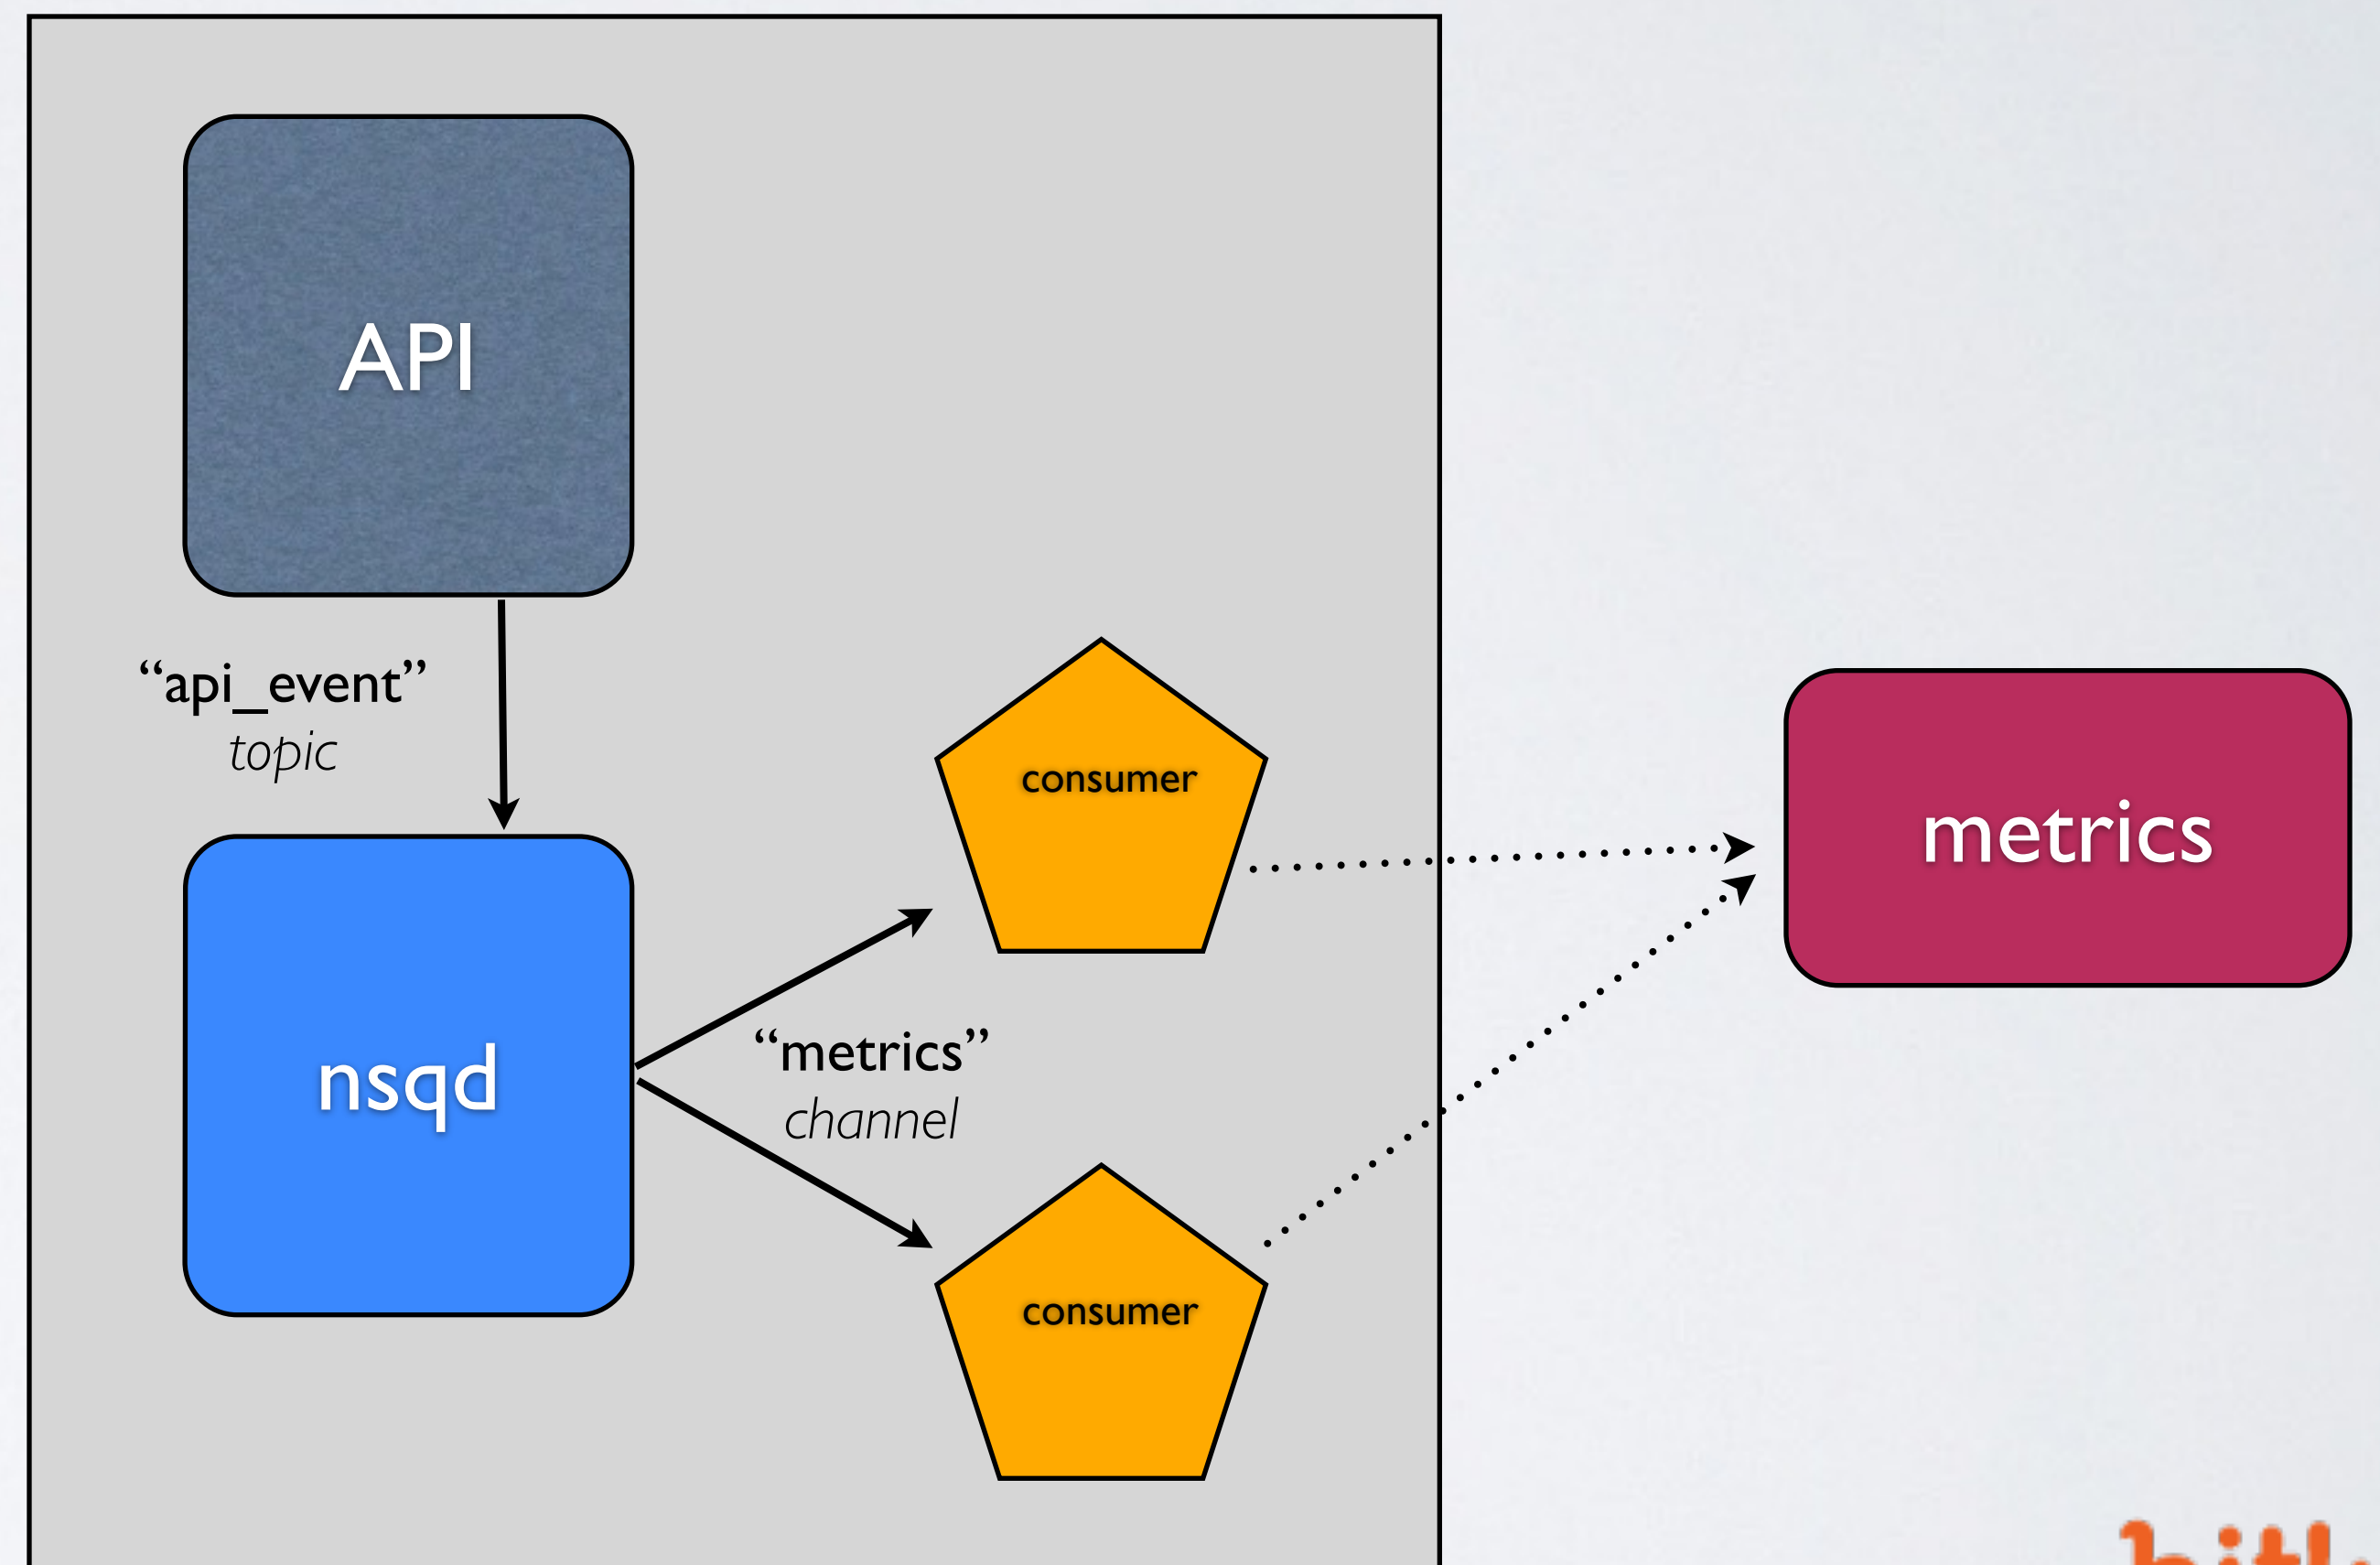 API
“api_event”
topic
consumer
metrics
nsqd
“metrics”
channel
consumer